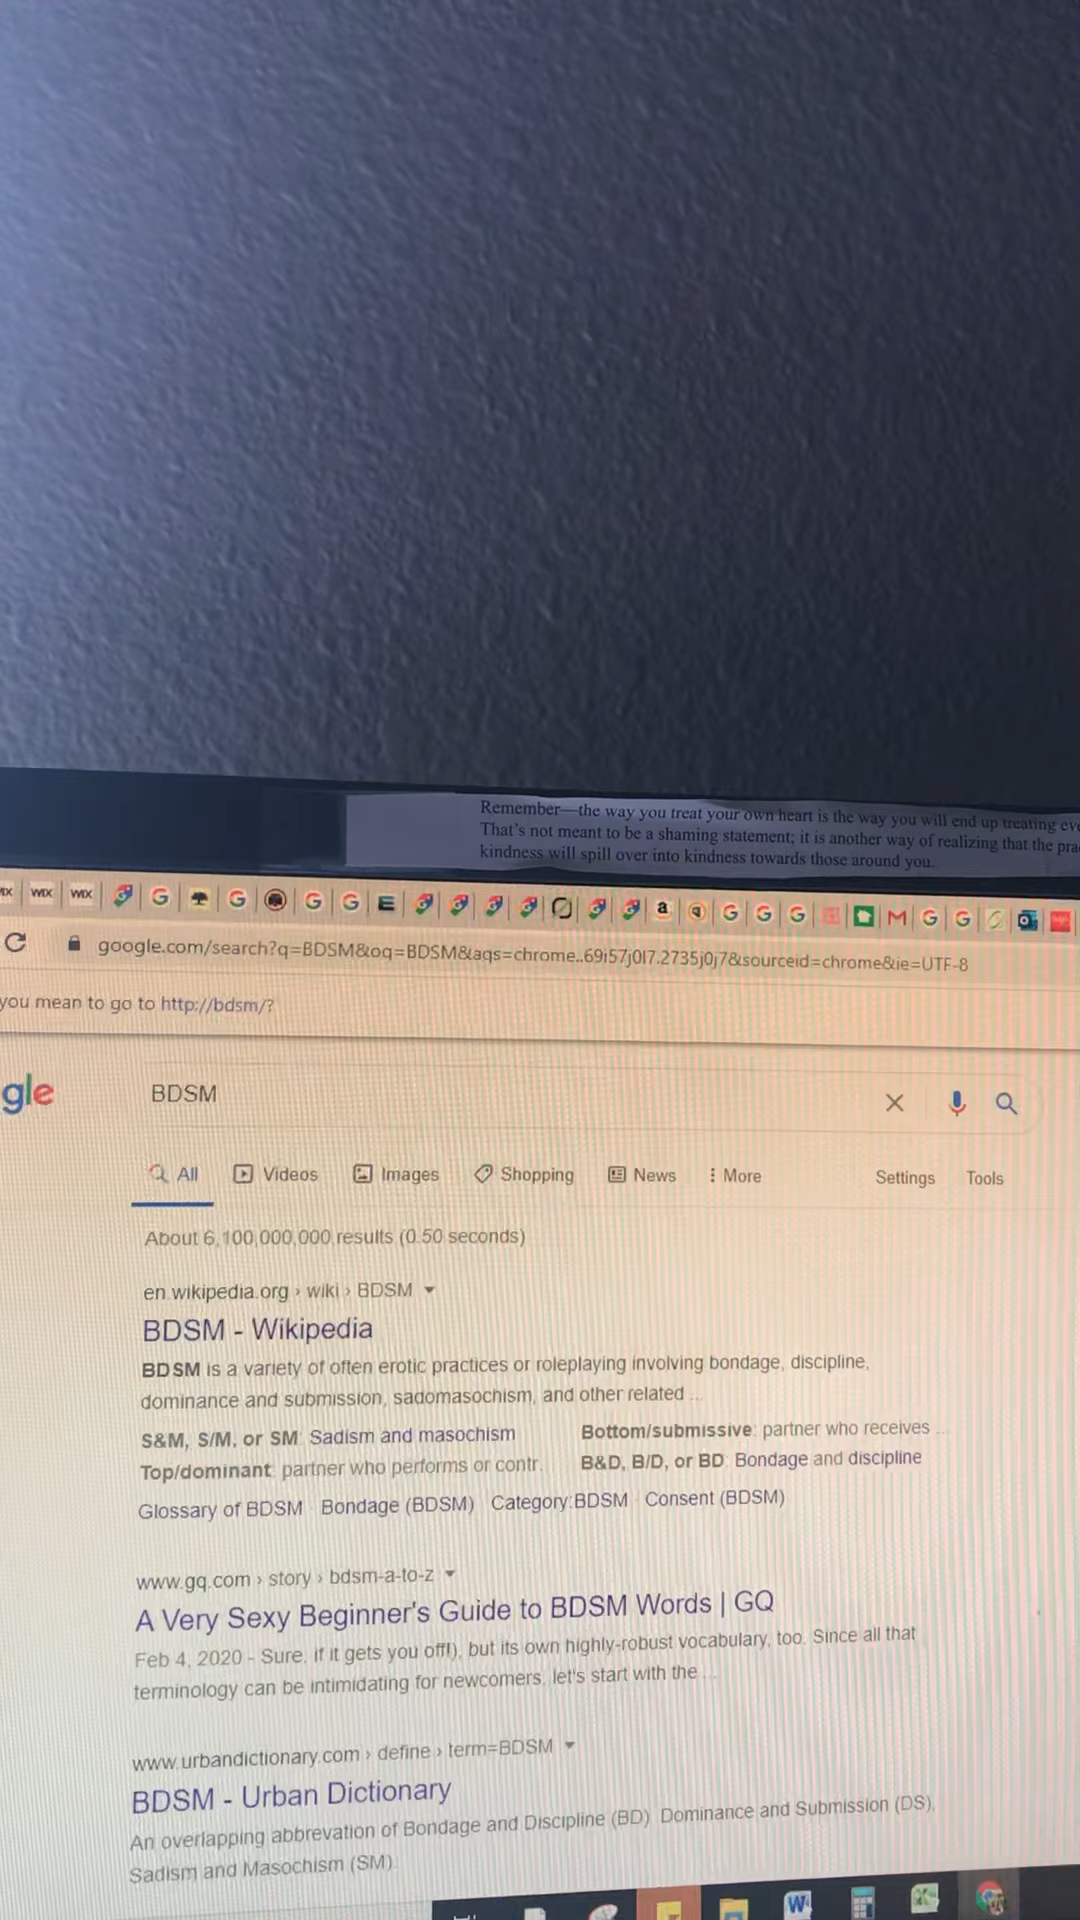 Remember—the way you treat your own heart is the way you will end up treating
That's not meant to be a shaming statement; it is another way of realizing that the
kindness will spill over into kindness towards those around you.
WIX WIX
google.com/search?q=BDSM&oq=BDSM&aqs=chrome..69i57j0l7.2735j0j7&sourceid=chrome&ie=UTF-8
you mean to go to http://bdsm/?
gle BDSM
All Videos Images Shopping News More Settings Tools
About 6,100,000,000 results (0.50 seconds)
en.wikipedia.org › wiki › BDSM
BDSM - Wikipedia
BDSM is a variety of often erotic practices or roleplaying involving bondage, discipline,
dominance and submission, sadomasochism, and other related ...
S&M, S/M, or SM: Sadism and masochism Bottom/submissive: partner who receives ...
Top/dominant: partner who performs or contr. B&D, B/D, or BD: Bondage and discipline
Glossary of BDSM · Bondage (BDSM) · Category:BDSM · Consent (BDSM)
www.gq.com › story › bdsm-a-to-z
A Very Sexy Beginner's Guide to BDSM Words | GQ
Feb 4, 2020 - Sure, if it gets you off!), but its own highly-robust vocabulary, too. Since all that
terminology can be intimidating for newcomers, let's start with the ...
www.urbandictionary.com › define › term=BDSM
BDSM - Urban Dictionary
An overlapping abbrevation of Bondage and Discipline (BD) Dominance and Submission (DS),
Sadism and Masochism (SM).